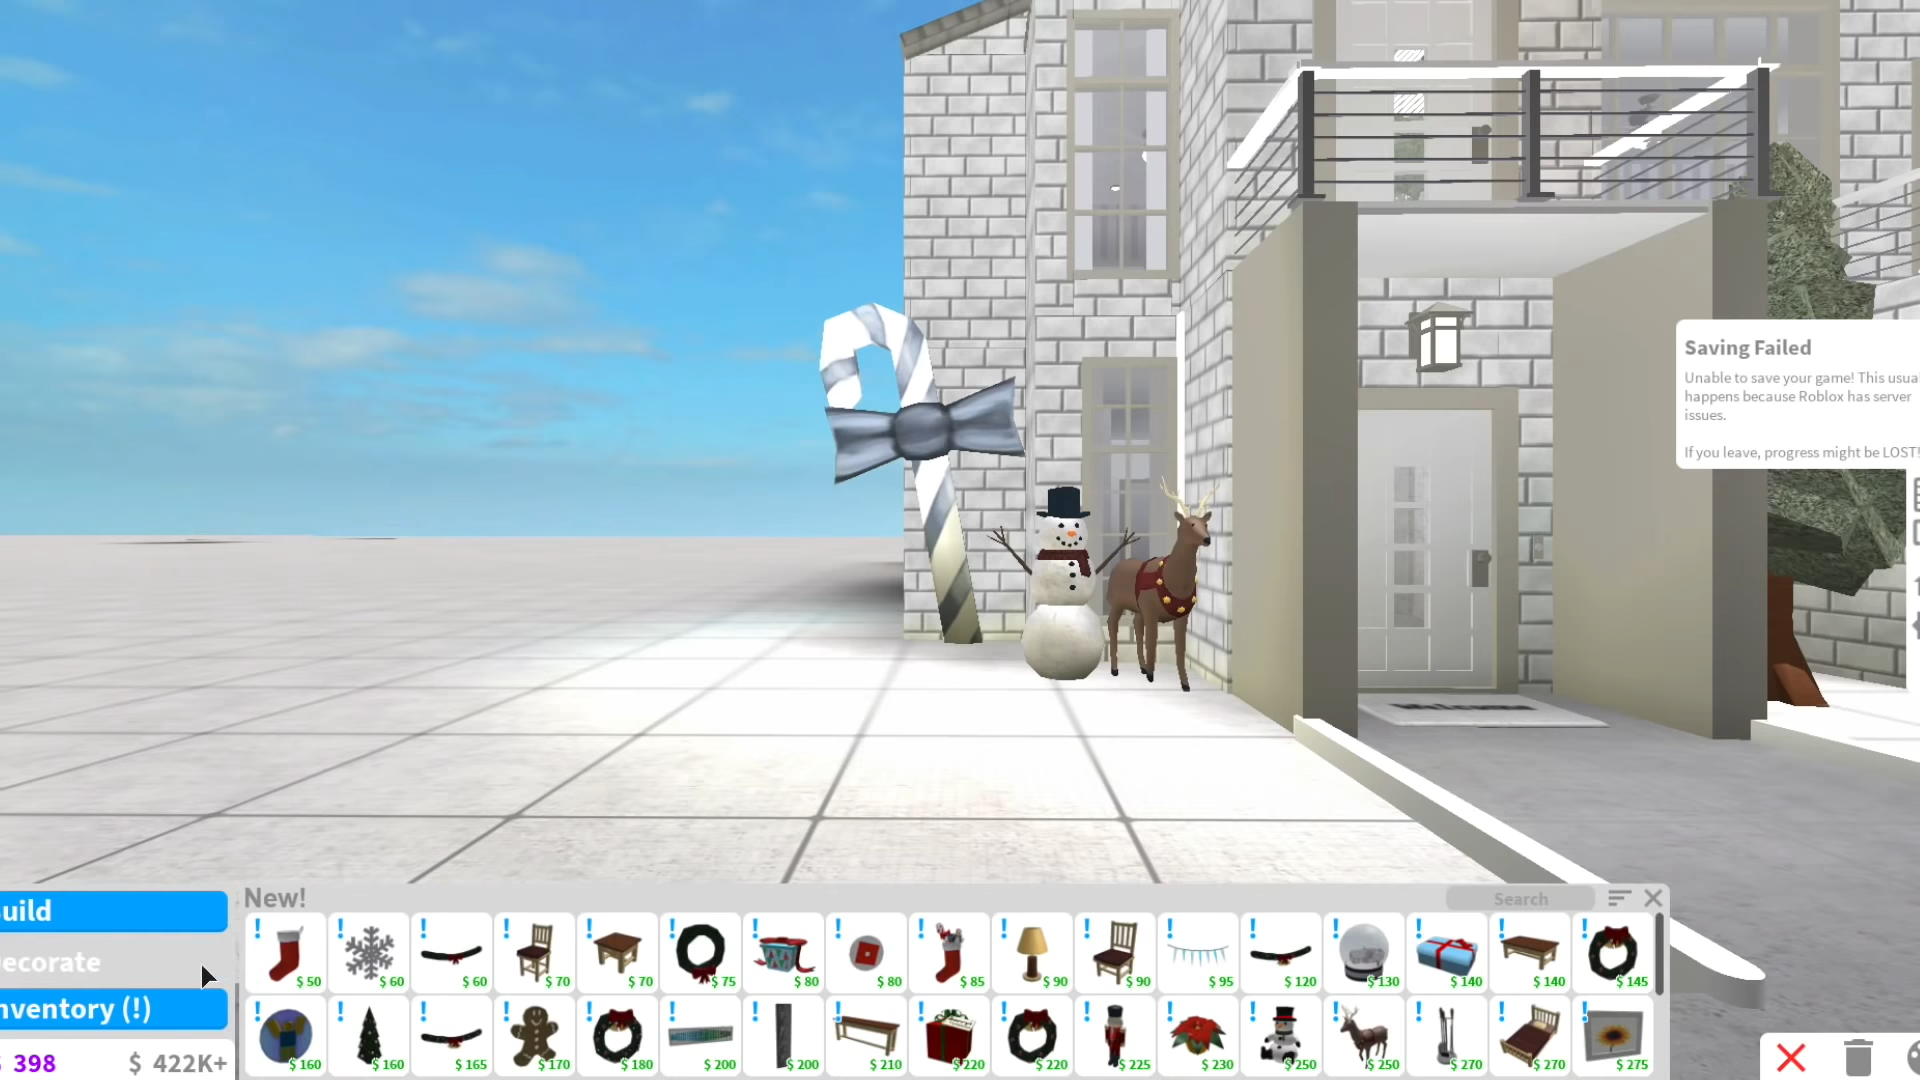 Saving Failed
Unable to save your game! This usua
happens because Roblox has server
issues.
If you leave, progress might be LOST!
uild
ecorate
nventory (!)
$ 398
$ 422K+
New!
Search
! $ 50
! $ 60
! $ 60
! $ 70
! $ 70
! $ 75
! $ 80
! $ 80
! $ 85
! $ 90
! $ 90
! $ 95
! $ 120
! $ 130
! $ 140
! $ 140
! $ 145
! $ 160
! $ 160
! $ 165
! $ 170
! $ 180
! $ 200
! $ 200
! $ 210
! $ 220
! $ 220
! $ 225
! $ 230
! $ 250
! $ 250
! $ 270
! $ 270
! $ 275